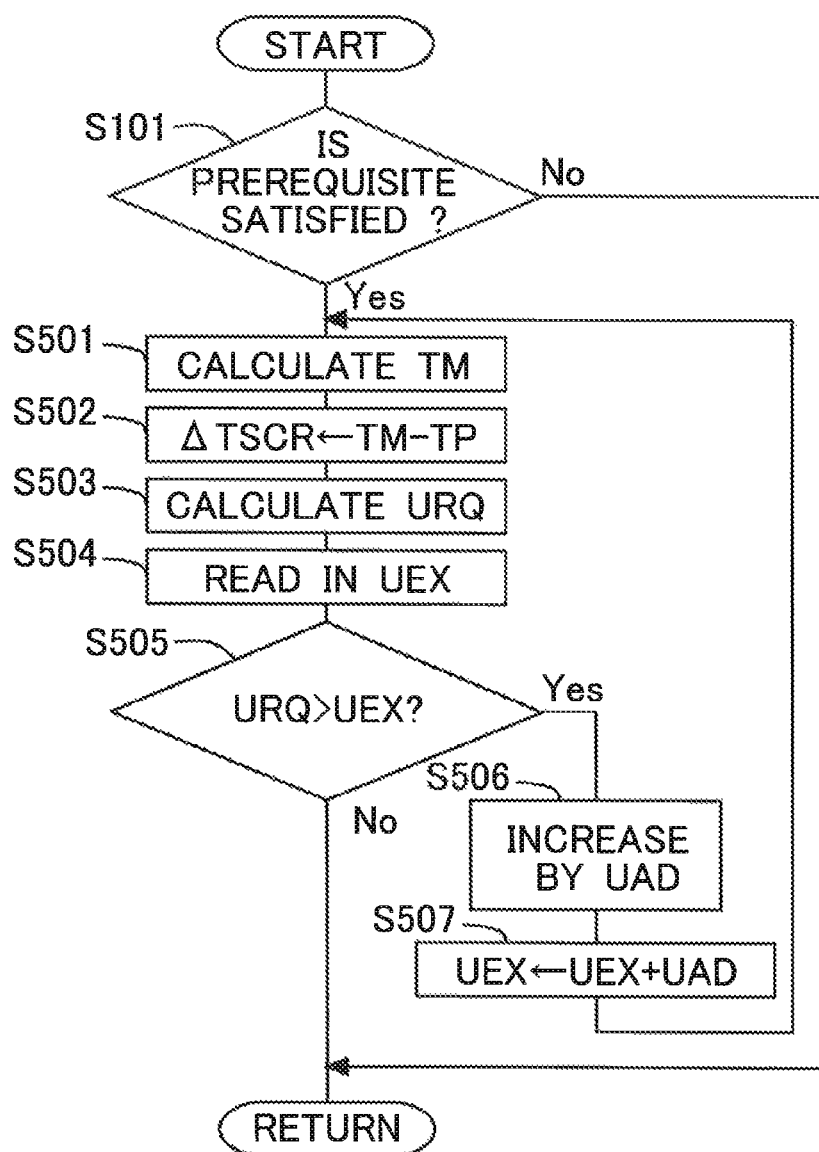 START
S101
IS
PREREQUISITE
SATISFIED ?
No
Yes
S501
CALCULATE TM
S502
Δ TSCR←TM-TP
S503
CALCULATE URQ
S504
READ IN UEX
S505
URQ>UEX?
Yes
No
S506
INCREASE
BY UAD
S507
UEX←UEX+UAD
RETURN